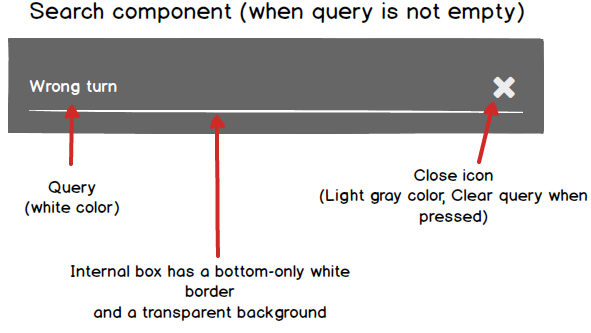 Search component (when query is not empty)
Wrong turn
Query
(white color)
Close icon
(Light gray color, Clear query when
pressed)
Internal box has a bottom-only white
border
and a transparent background